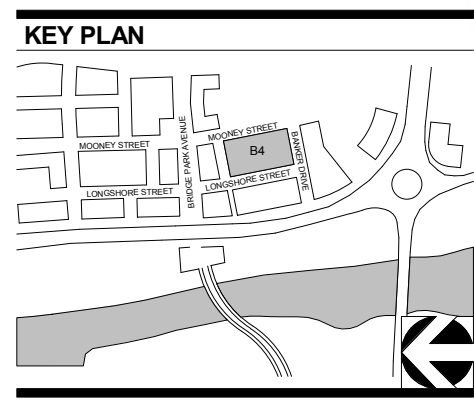 KEY PLAN
MOONEY STREET
BRIDGE PARK AVENUE
MOONEY STREET
B4
BANKER DRIVE
LONGSHORE STREET
LONGSHORE STREET